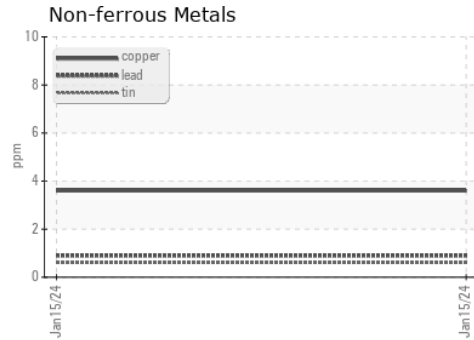 Non-ferrous Metals
10
8
6
4
2
0
ppm
copper
lead
tin
Jan15/24
Jan15/24